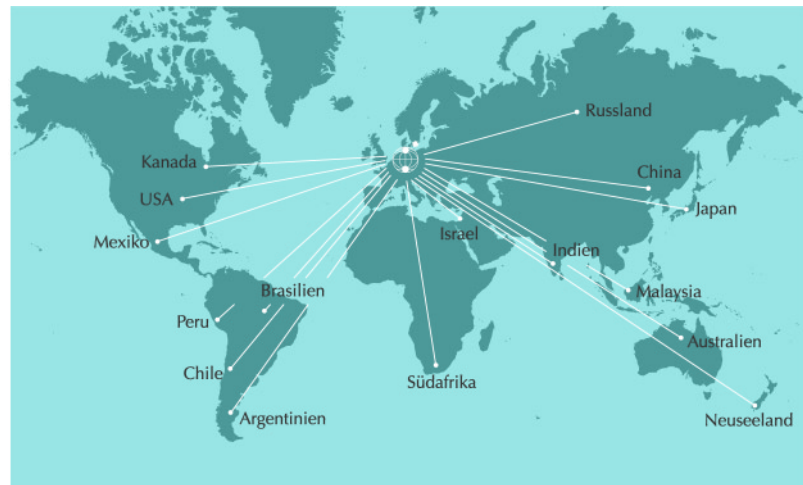 Russland
Kanada
China
USA
Japan
Mexiko
Israel
Indien
Brasilien
Malaysia
Peru
Australien
Chile
Südafrika
Argentinien
Neuseeland